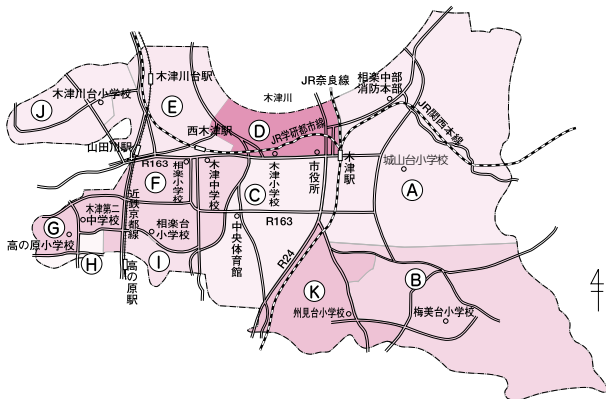 JR奈良線
相楽中部
消防本部
木津川
木津川台駅
木津川台小学校
J
E
西木津駅
D
JR学研都市線
JR関西本線
山田川駅
R163
相楽小学校
木津中学校
木津小学校
市役所
木津駅
城山台小学校
A
F
C
近鉄京都線
木津第二
中学校
G
高の原小学校
相楽台
小学校
中央体育館
R163
H
I
高の原駅
R24
K
B
州見台小学校
梅美台小学校